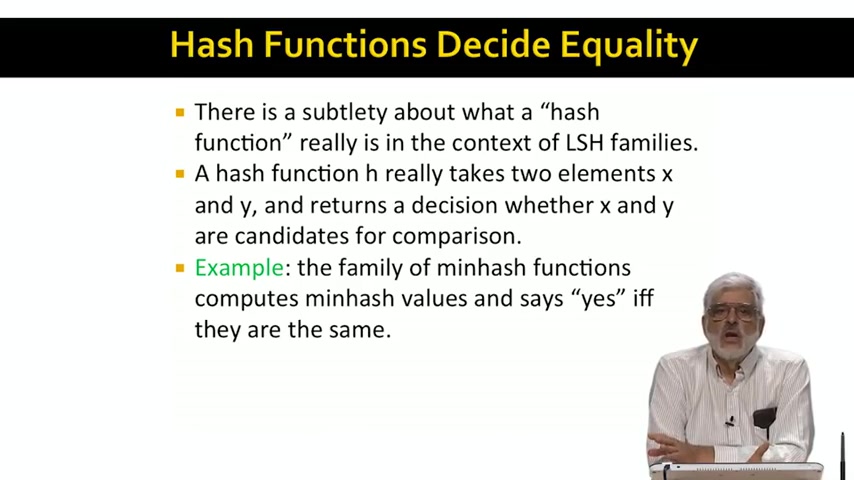 Hash Functions Decide Equality
There is a subtlety about what a “hash
function” really is in the context of LSH families.
A hash function h really takes two elements x
and y, and returns a decision whether x and y
are candidates for comparison.
Example: the family of minhash functions
computes minhash values and says “yes” iff
they are the same.